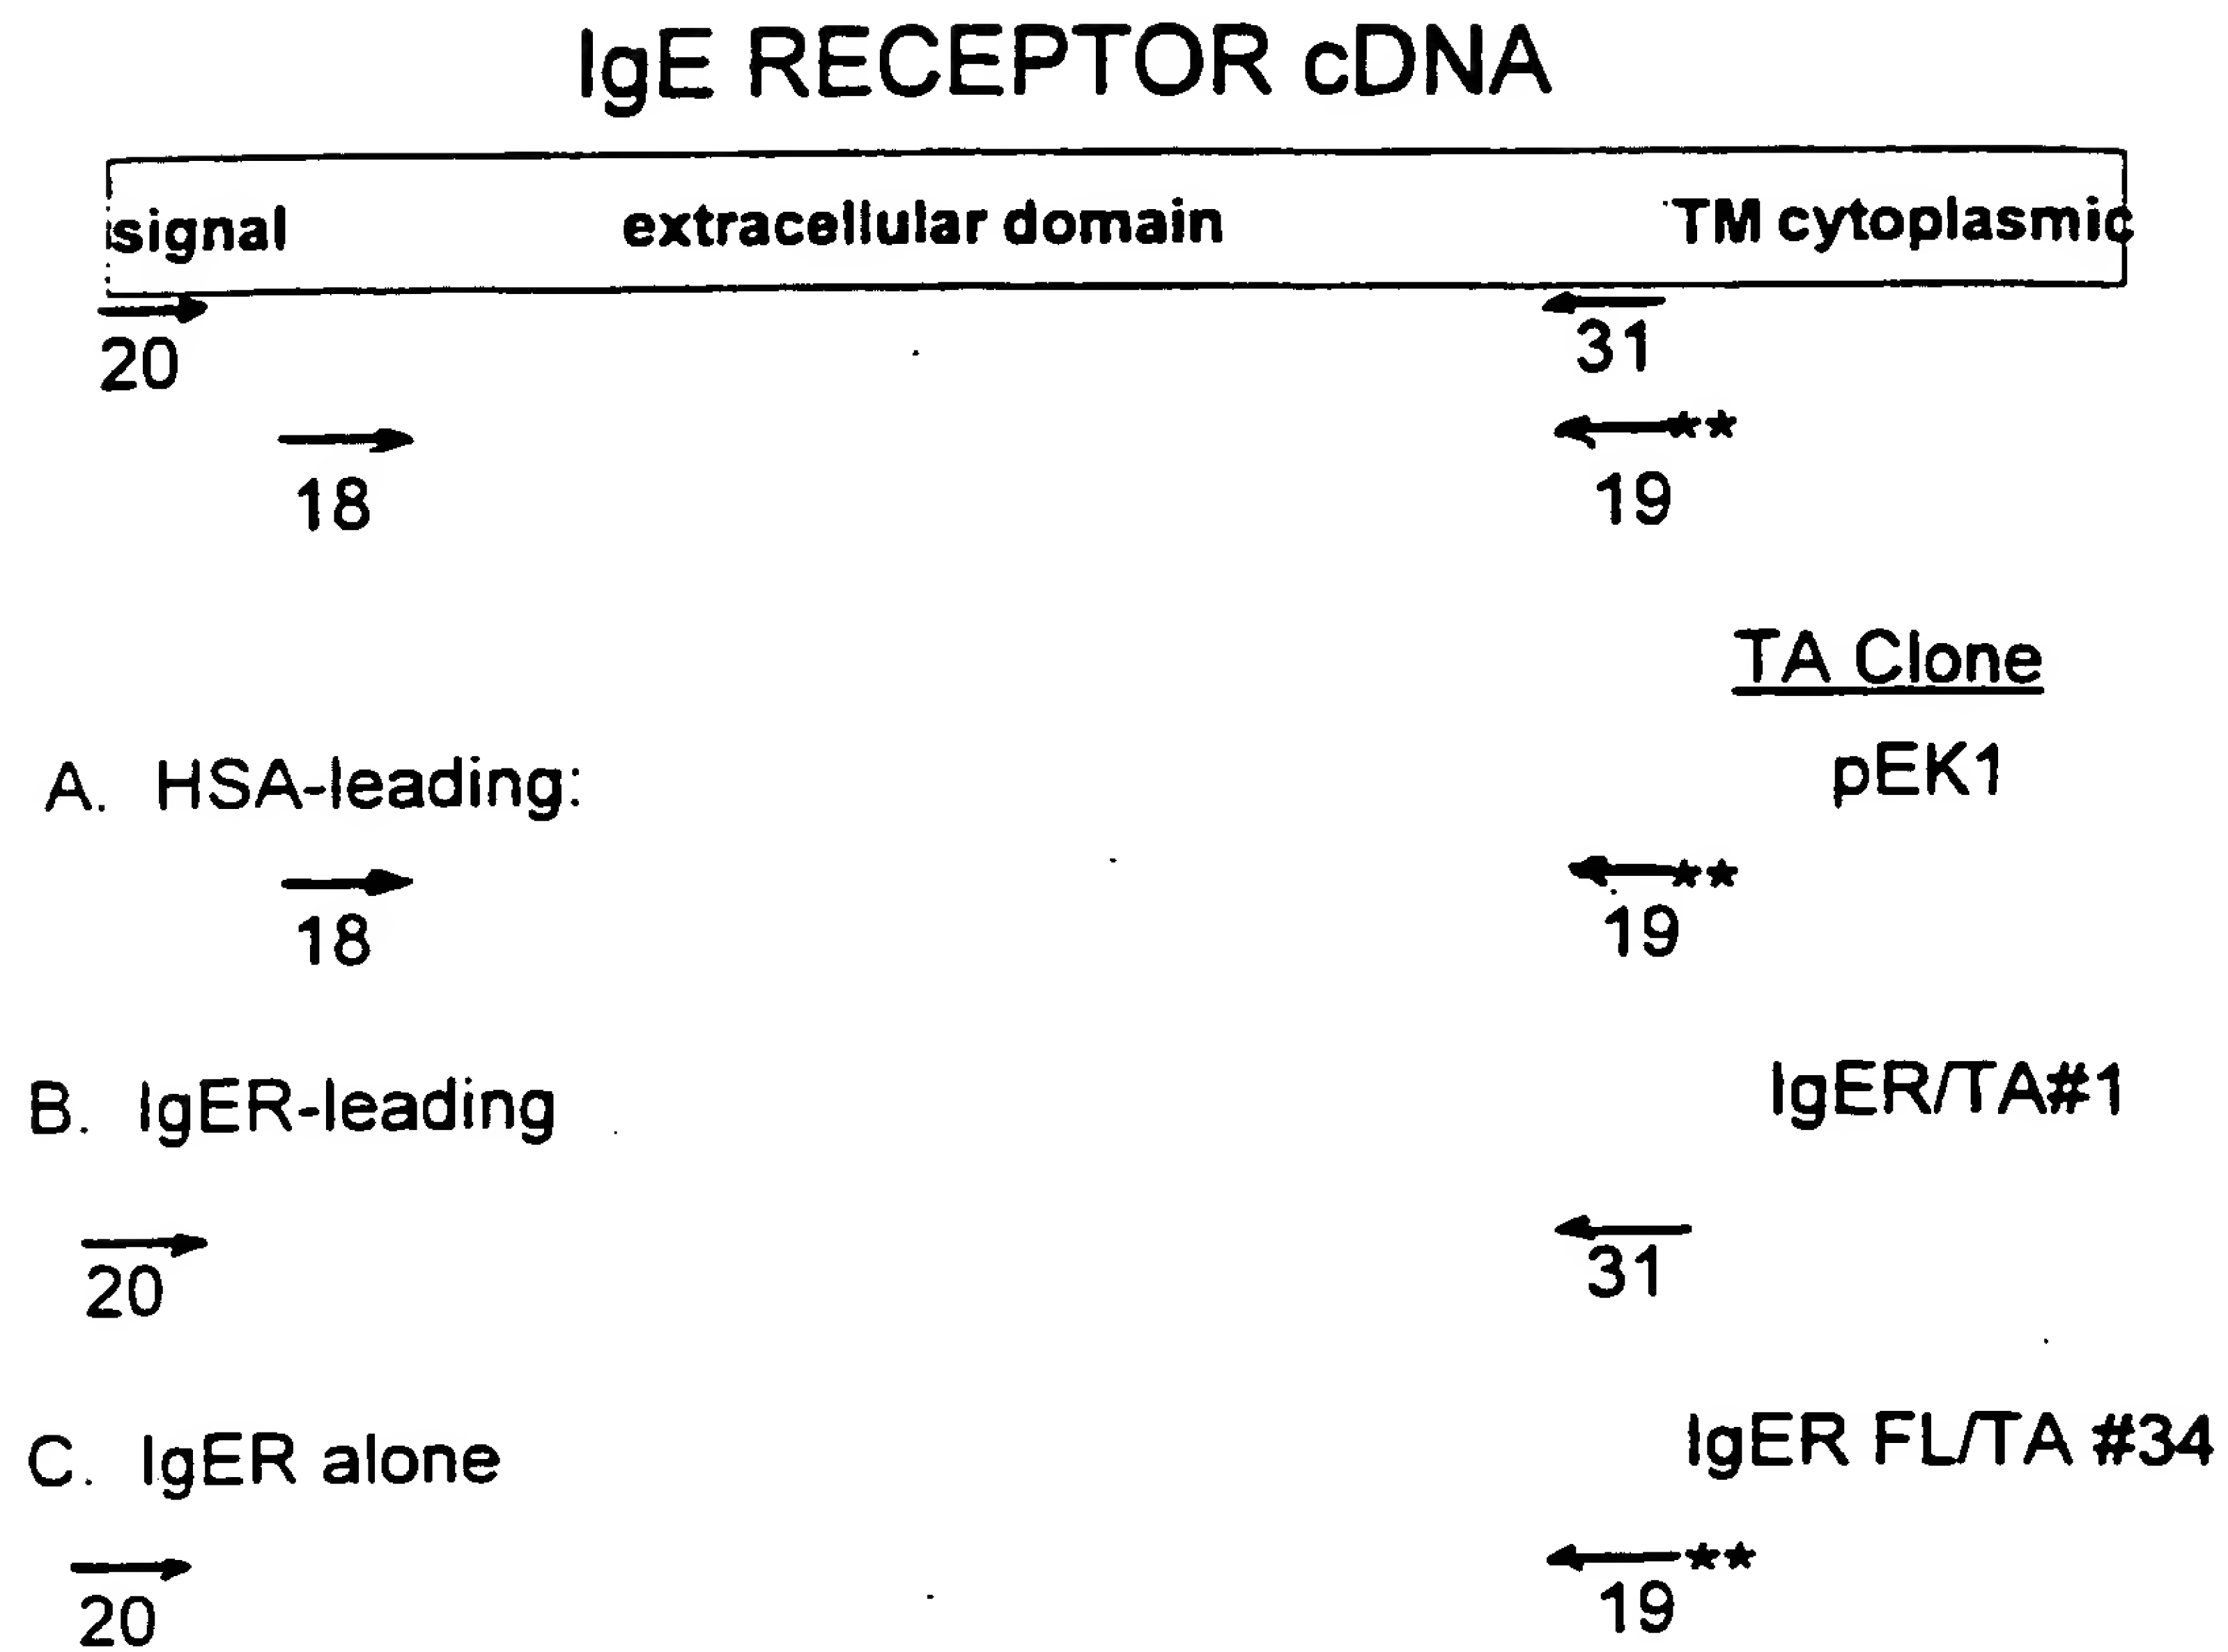 IgE RECEPTOR cDNA
signal extracellular domain TM cytoplasmic
20 31
**
18 19
TA Clone
pEK1
A. HSA-leading:
**
18 19
B. IgER-leading IgER/TA#1
20 31
C. IgER alone IgER FL/TA #34
**
20 19